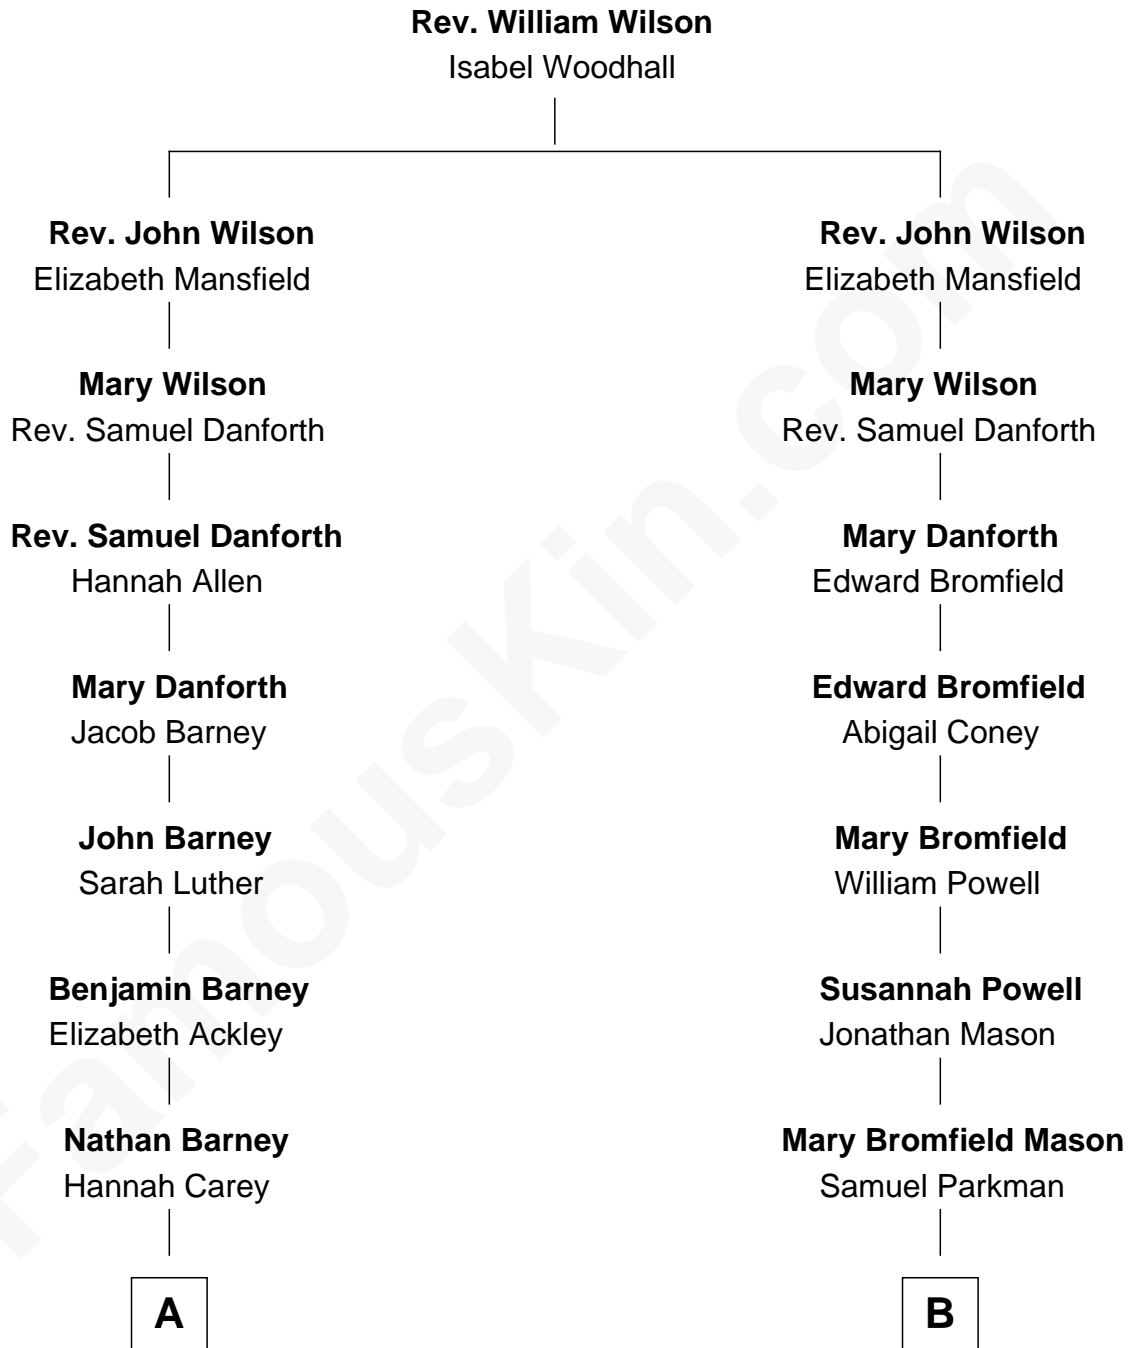 Rev. William Wilson
Isabel Woodhall
Rev. John Wilson
Elizabeth Mansfield
Mary Wilson
Rev. Samuel Danforth
Rev. Samuel Danforth
Hannah Allen
Mary Danforth
Jacob Barney
John Barney
Sarah Luther
Benjamin Barney
Elizabeth Ackley
Nathan Barney
Hannah Carey
A
Rev. John Wilson
Elizabeth Mansfield
Mary Wilson
Rev. Samuel Danforth
Mary Danforth
Edward Bromfield
Edward Bromfield
Abigail Coney
Mary Bromfield
William Powell
Susannah Powell
Jonathan Mason
Mary Bromfield Mason
Samuel Parkman
B
FamousKin.com